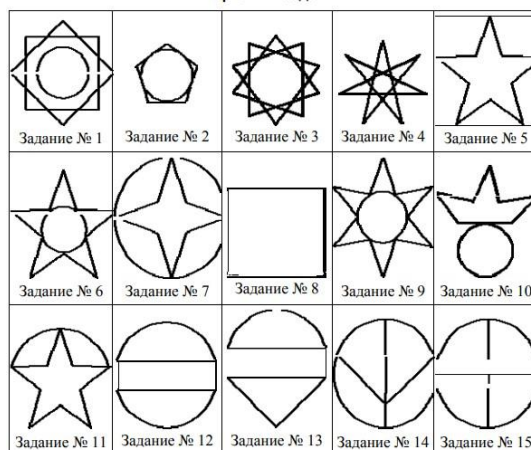 Задание № 1 Задание № 2 Задание № 3 Задание № 4 Задание № 5
Задание № 6 Задание № 7 Задание № 8 Задание № 9 Задание № 10
Задание № 11 Задание № 12 Задание № 13 Задание № 14 Задание № 15